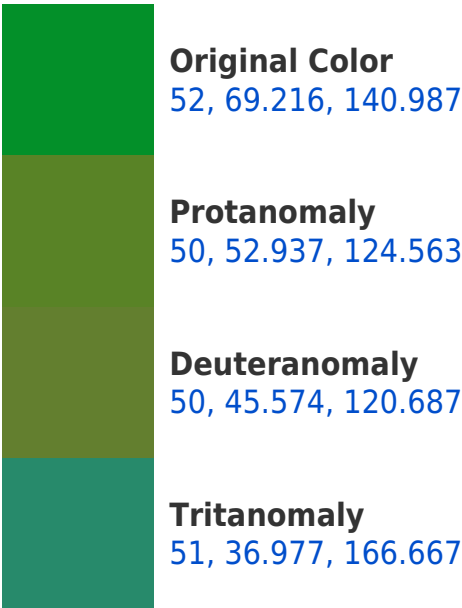 Original Color
52, 69.216, 140.987
Protanomaly
50, 52.937, 124.563
Deuteranomaly
50, 45.574, 120.687
Tritanomaly
51, 36.977, 166.667